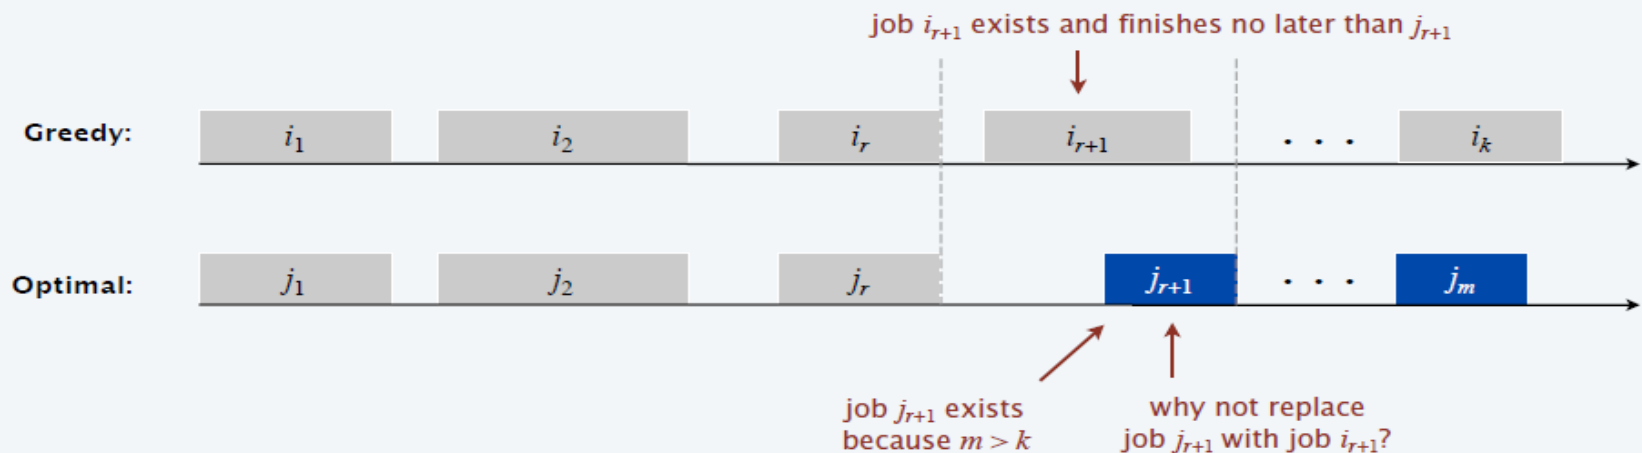 job i_{r+1} exists and finishes no later than j_{r+1}
Greedy: i_1 i_2 i_r i_{r+1} . . . i_k
Optimal: j_1 j_2 j_r j_{r+1} . . . j_m
job j_{r+1} exists
because m > k
why not replace
job j_{r+1} with job i_{r+1}?